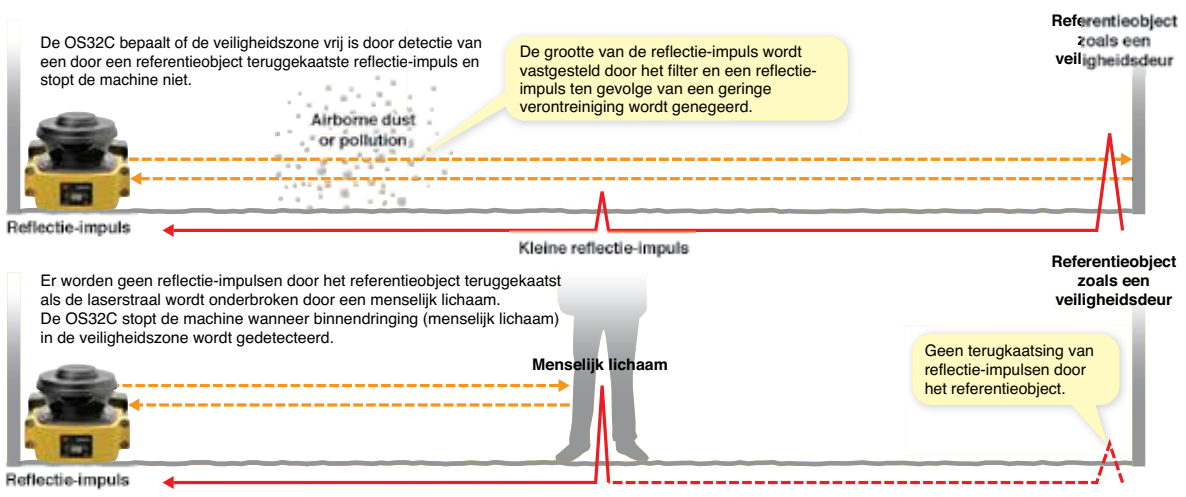 De OS32C bepaalt of de veiligheidszone vrij is door detectie van
een door een referentieobject teruggekaatste reflectie-impuls en
stopt de machine niet.
De grootte van de reflectie-impuls wordt
vastgesteld door het filter en een reflectie-
impuls ten gevolge van een geringe
verontreiniging wordt genegeerd.
Referentieobject
zoals een
veiligheidsdeur
Airborne dust
or pollution
Reflectie-impuls
Kleine reflectie-impuls
Er worden geen reflectie-impulsen door het referentieobject teruggekaatst
als de laserstraal wordt onderbroken door een menselijk lichaam.
De OS32C stopt de machine wanneer binnendringing (menselijk lichaam)
in de veiligheidszone wordt gedetecteerd.
Referentieobject
zoals een
veiligheidsdeur
Menselijk lichaam
Geen terugkaatsing van
reflectie-impulsen door
het referentieobject.
Reflectie-impuls